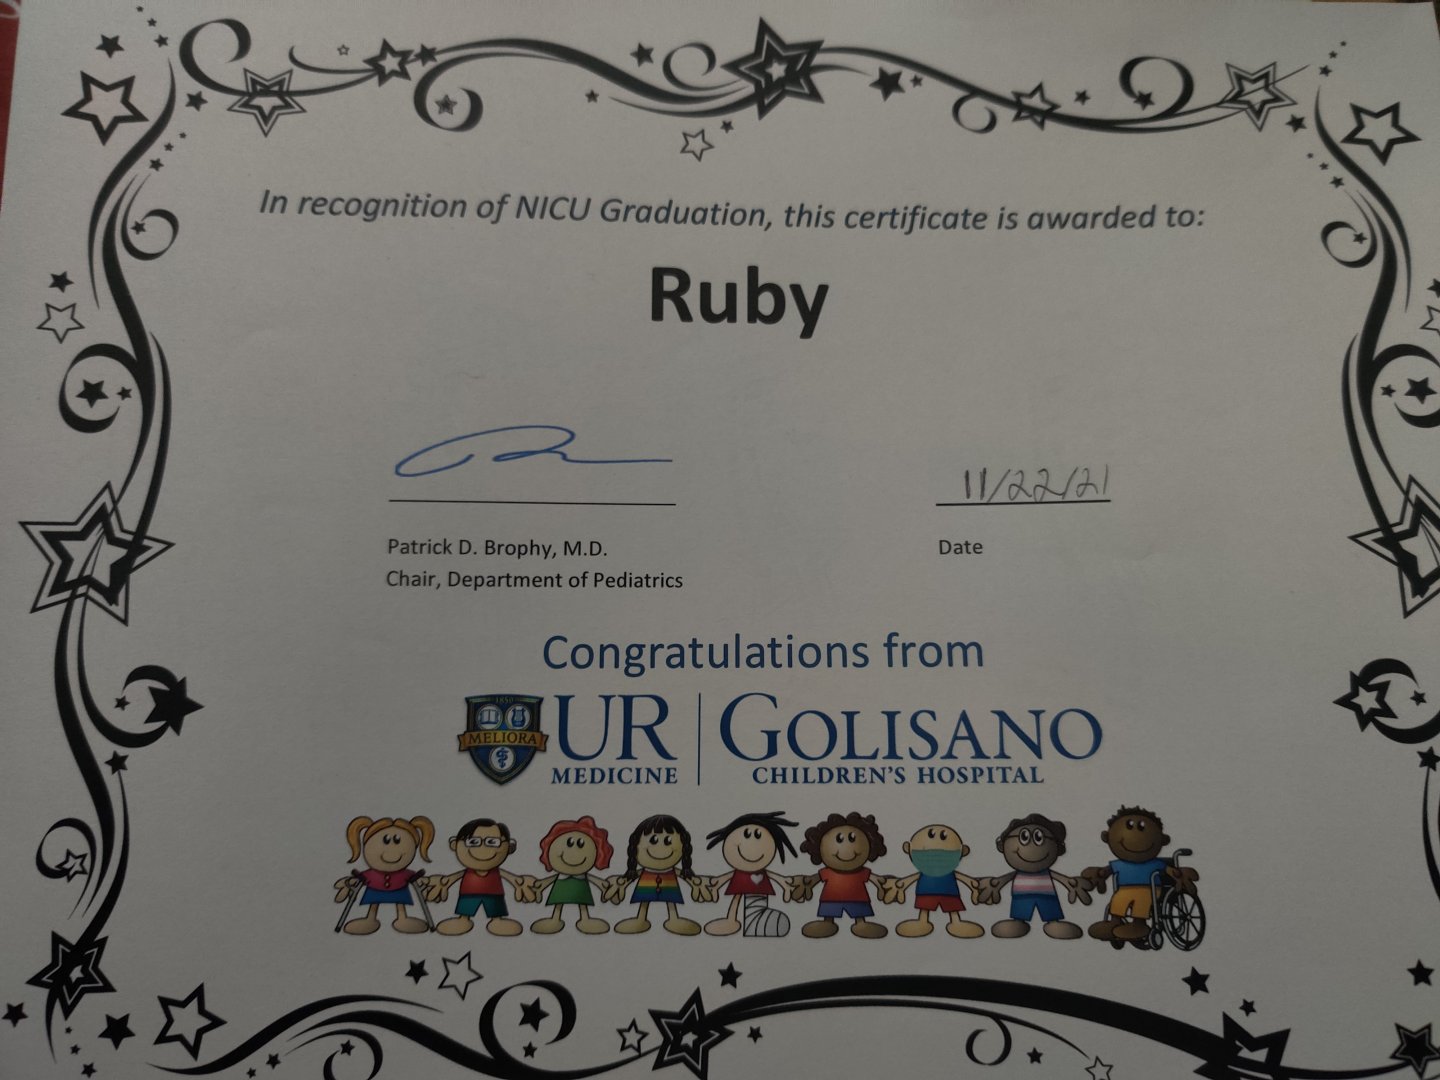 In recognition of NICU Graduation, this certificate is awarded to:
Ruby
11/22/21
Patrick D. Brophy, M.D.
Chair, Department of Pediatrics
Date
Congratulations from
1850
MELIORA
UR
MEDICINE
GOLISANO
CHILDREN'S HOSPITAL